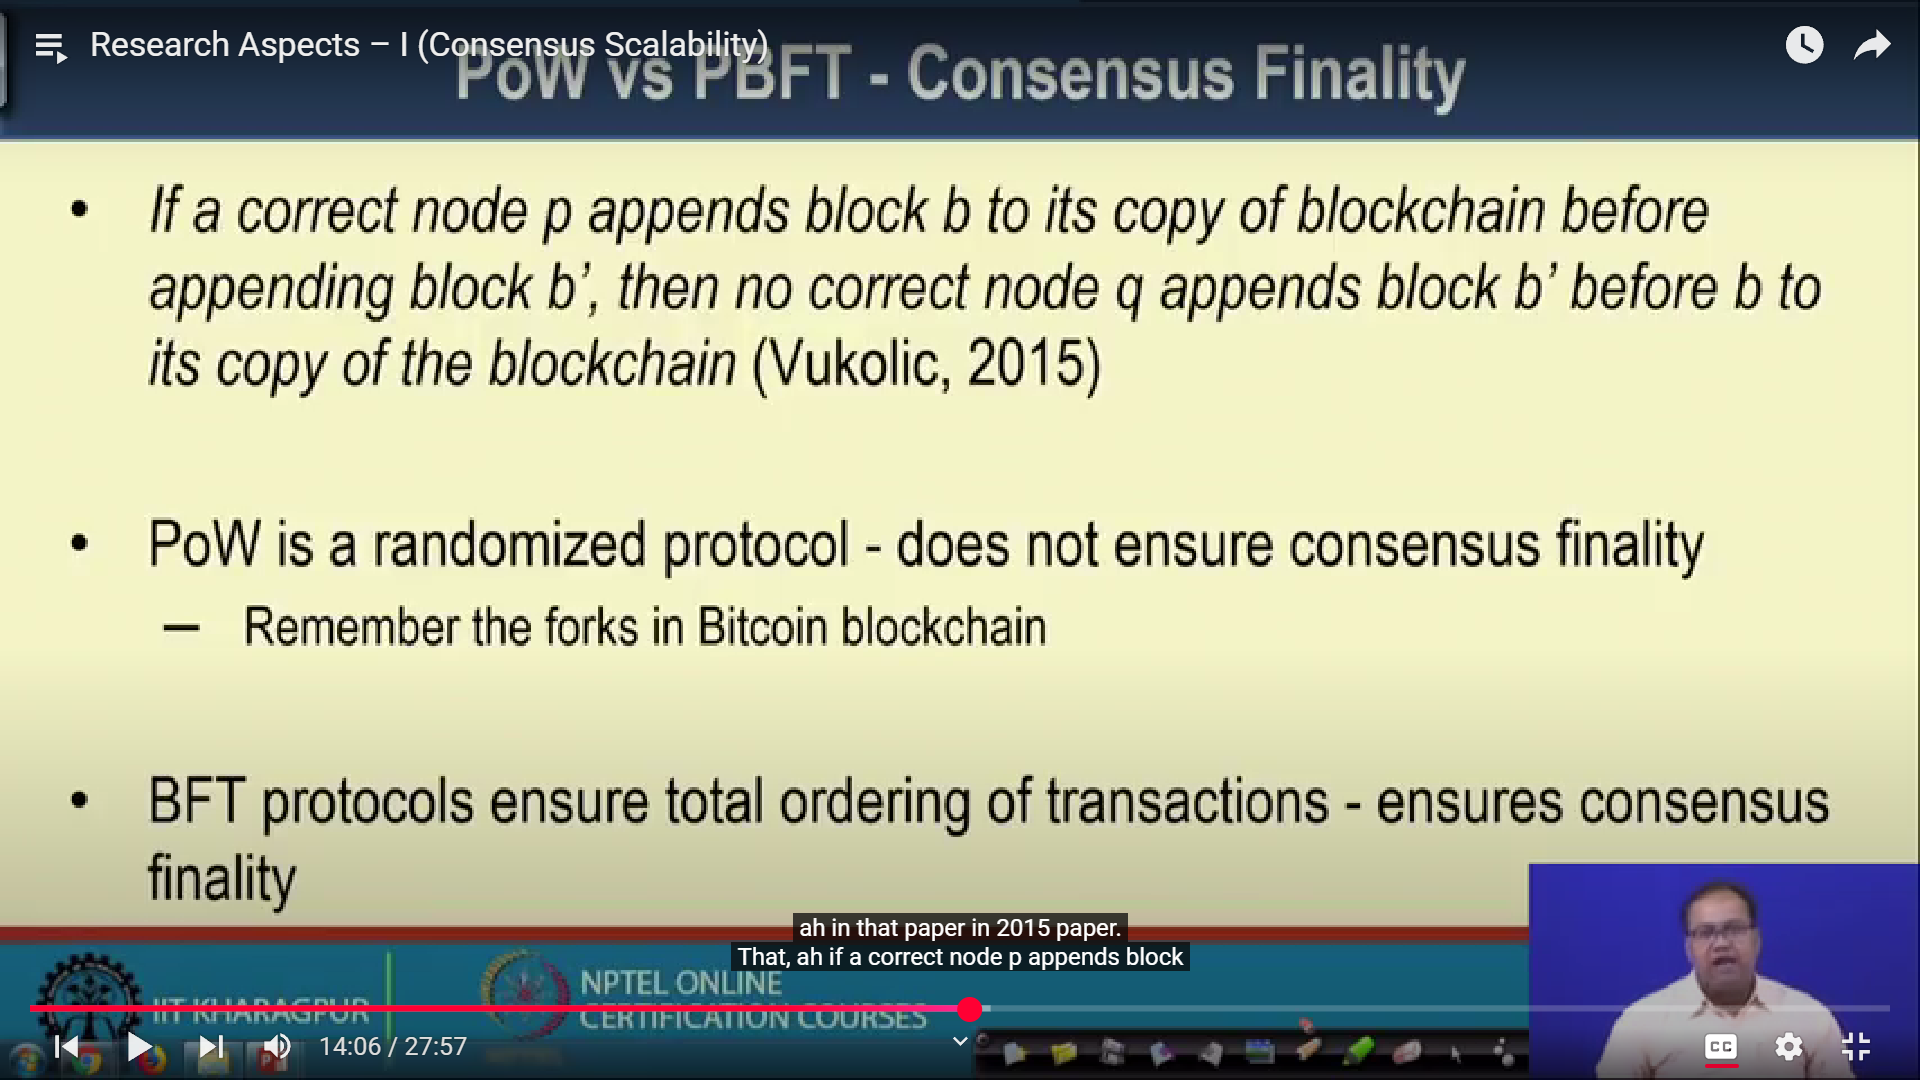 Research Aspects – I (Consensus Scalability)
PoW vs PBFT - Consensus Finality
• If a correct node p appends block b to its copy of blockchain before
appending block b’, then no correct node q appends block b’ before b to
its copy of the blockchain (Vukolic, 2015)
• PoW is a randomized protocol - does not ensure consensus finality
– Remember the forks in Bitcoin blockchain
• BFT protocols ensure total ordering of transactions - ensures consensus
finality
ah in that paper in 2015 paper.
That, ah if a correct node p appends block
IIT KHARAGPUR
NPTEL ONLINE
CERTIFICATION COURSES
14:06 / 27:57
CC